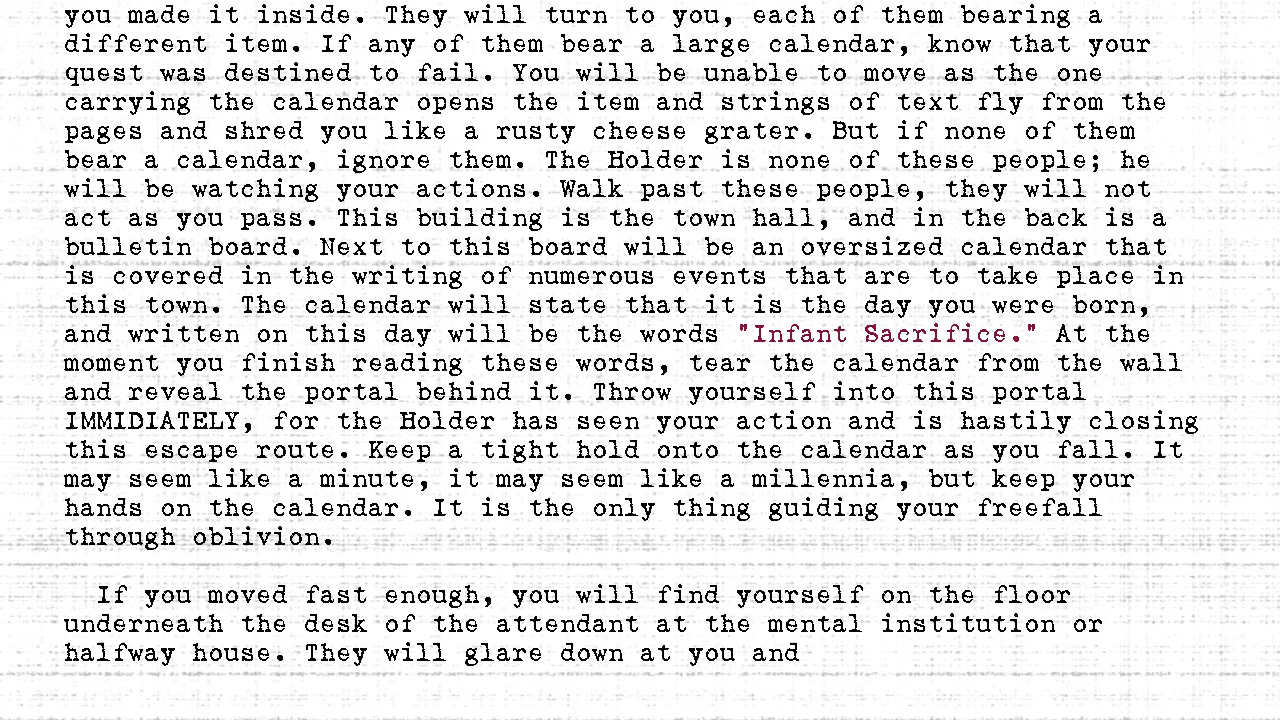 you made it inside. They will turn to you, each of them bearing a
different item. If any of them bear a large calendar, know that your
quest was destined to fail. You will be unable to move as the one
carrying the calendar opens the item and strings of text fly from the
pages and shred you like a rusty cheese grater. But if none of them
bear a calendar, ignore them. The Holder is none of these people; he
will be watching your actions. Walk past these people, they will not
act as you pass. This building is the town hall, and in the back is a
bulletin board. Next to this board will be an oversized calendar that
is covered in the writing of numerous events that are to take place in
this town. The calendar will state that it is the day you were born,
and written on this day will be the words "Infant Sacrifice." At the
moment you finish reading these words, tear the calendar from the wall
and reveal the portal behind it. Throw yourself into this portal
IMMIDIATELY, for the Holder has seen your action and is hastily closing
this escape route. Keep a tight hold onto the calendar as you fall. It
may seem like a minute, it may seem like a millennia, but keep your
hands on the calendar. It is the only thing guiding your freefall
through oblivion.
If you moved fast enough, you will find yourself on the floor
underneath the desk of the attendant at the mental institution or
halfway house. They will glare down at you and